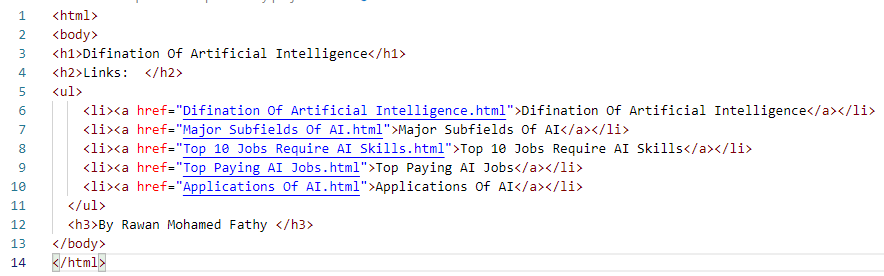 1 <html>
2 <body>
3 <h1>Difination Of Artificial Intelligence</h1>
4 <h2>Links:  </h2>
5 <ul>
6 <li><a href="Difination Of Artificial Intelligence.html">Difination Of Artificial Intelligence</a></li>
7 <li><a href="Major Subfields Of AI.html">Major Subfields Of AI</a></li>
8 <li><a href="Top 10 Jobs Require AI Skills.html">Top 10 Jobs Require AI Skills</a></li>
9 <li><a href="Top Paying AI Jobs.html">Top Paying AI Jobs</a></li>
10 <li><a href="Applications Of AI.html">Applications Of AI</a></li>
11 </ul>
12 <h3>By Rawan Mohamed Fathy </h3>
13 </body>
14 </html>